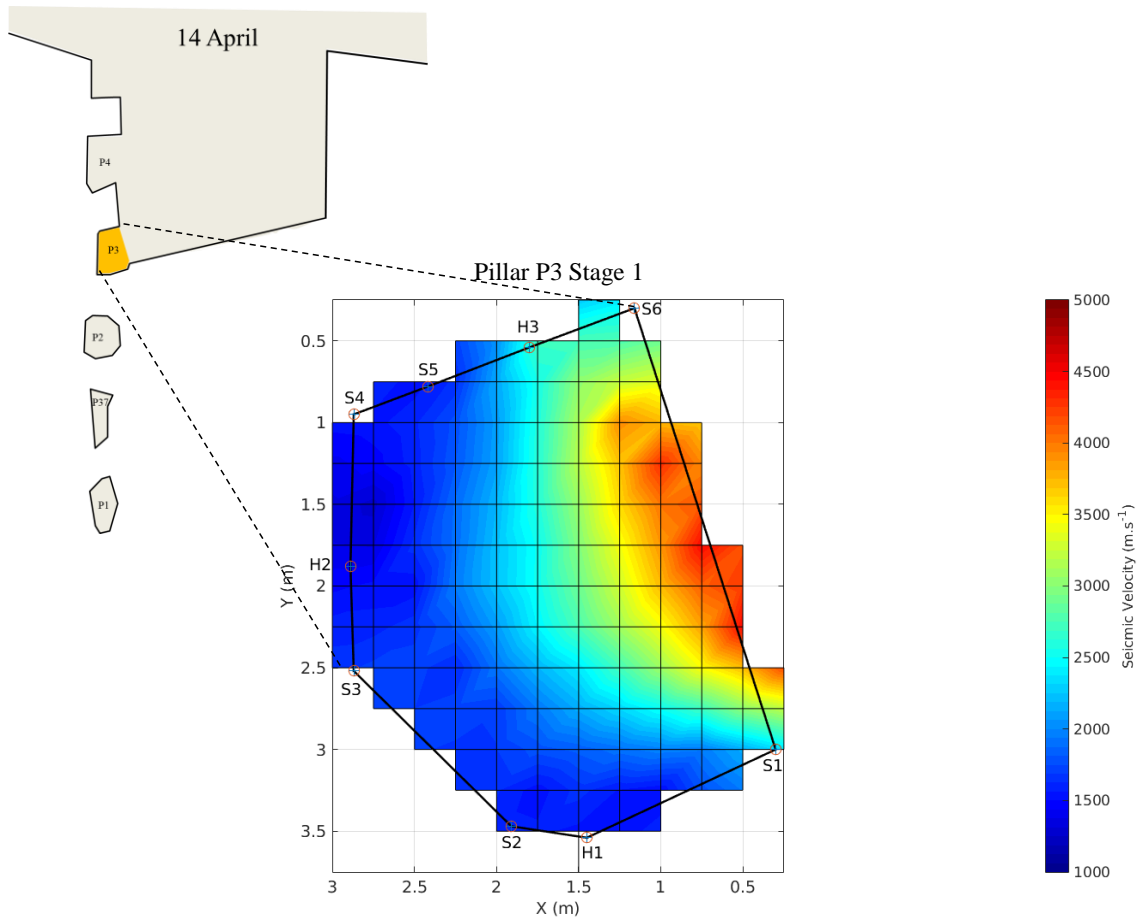 14 April
P4
P3
P2
P37
P1
Pillar P3 Stage 1
S6
H3
S5
S4
H2
S3
S2
H1
S1
0.5
1
1.5
2
2.5
3
3.5
Y (m)
3
2.5
2
1.5
1
0.5
X (m)
5000
4500
4000
3500
3000
2500
2000
1500
1000
Seicmic Velocity (m.s⁻¹)